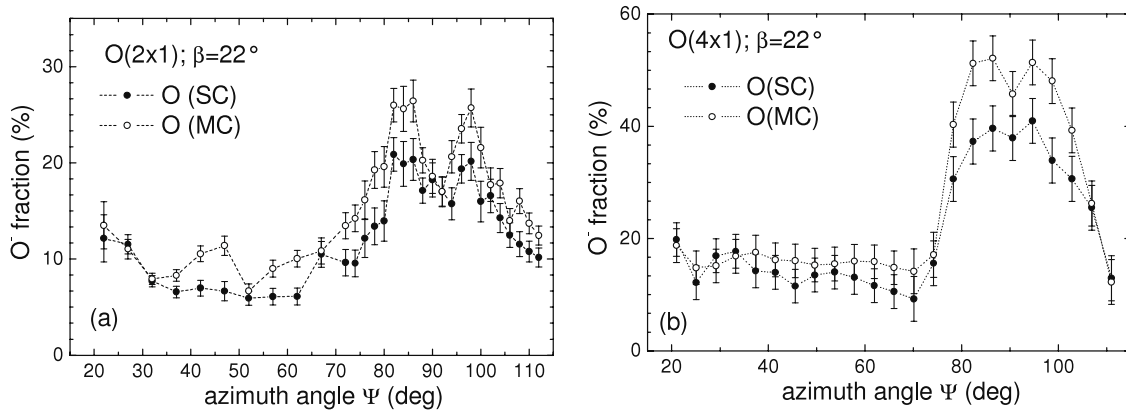 O(2x1); β=22°
O (SC)
O (MC)
O⁻ fraction (%)
30
20
10
0
(a)
20 30 40 50 60 70 80 90 100 110
azimuth angle Ψ (deg)
O(4x1); β=22°
O(SC)
O(MC)
O⁻ fraction (%)
60
40
20
0
(b)
20 40 60 80 100
azimuth angle Ψ (deg)